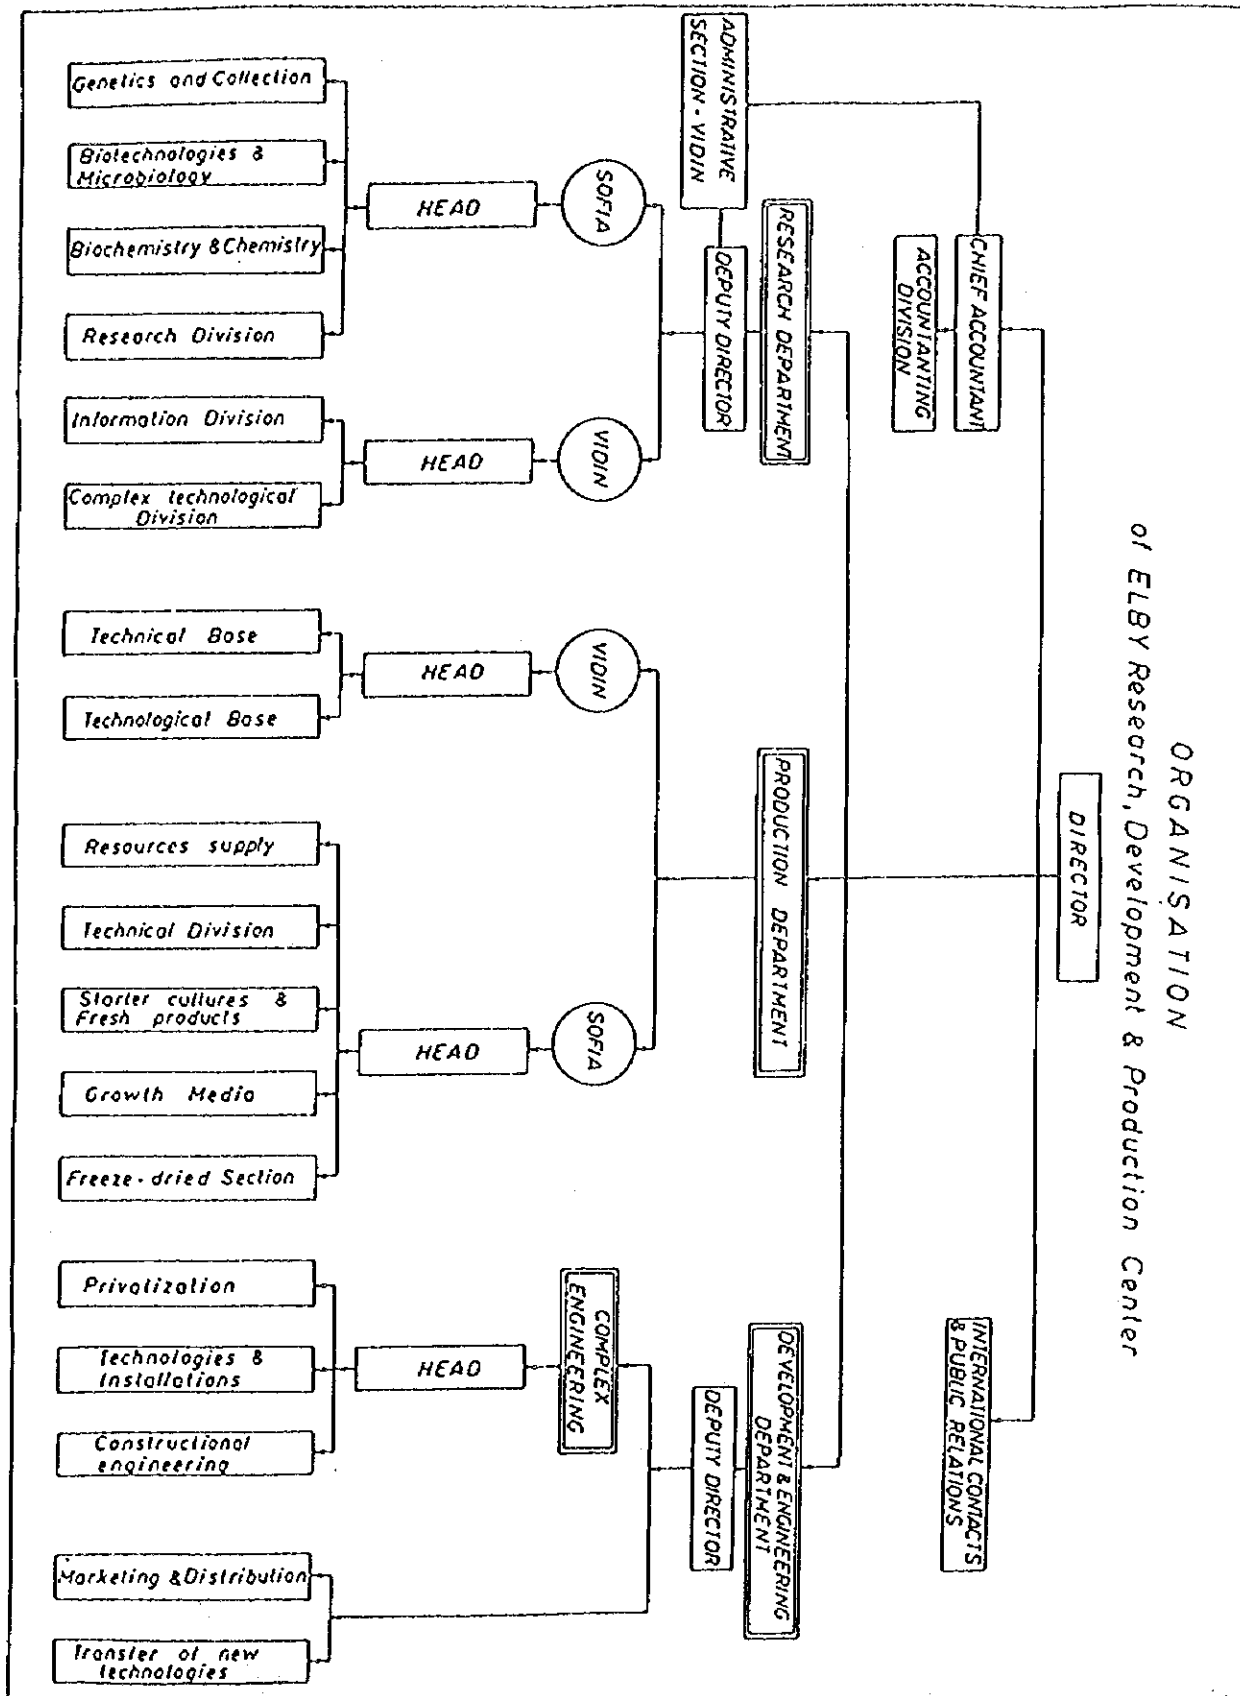 ORGANISATION
of ELBY Research, Development & Production Center
DIRECTOR
CHIEF ACCOUNTANT
ACCOUNTANTING
DIVISION
INTERNATIONAL CONTACTS
& PUBLIC RELATIONS
ADMINISTRATIVE
SECTION - VIDIN
RESEARCH DEPARTMENT
DEPUTY DIRECTOR
PRODUCTION DEPARTMENT
DEVELOPMENT & ENGINEERING
DEPARTMENT
DEPUTY DIRECTOR
SOFIA
VIDIN
VIDIN
SOFIA
COMPLEX
ENGINEERING
HEAD
HEAD
HEAD
HEAD
HEAD
Genetics and Collection
Biotechnologies &
Microbiology
Biochemistry & Chemistry
Research Division
Information Division
Complex technological
Division
Technical Base
Technological Base
Resources supply
Technical Division
Starter cultures &
Fresh products
Growth Media
Freeze-dried Section
Privatization
Technologies &
Installations
Constructional
engineering
Marketing & Distribution
Transfer of new
technologies